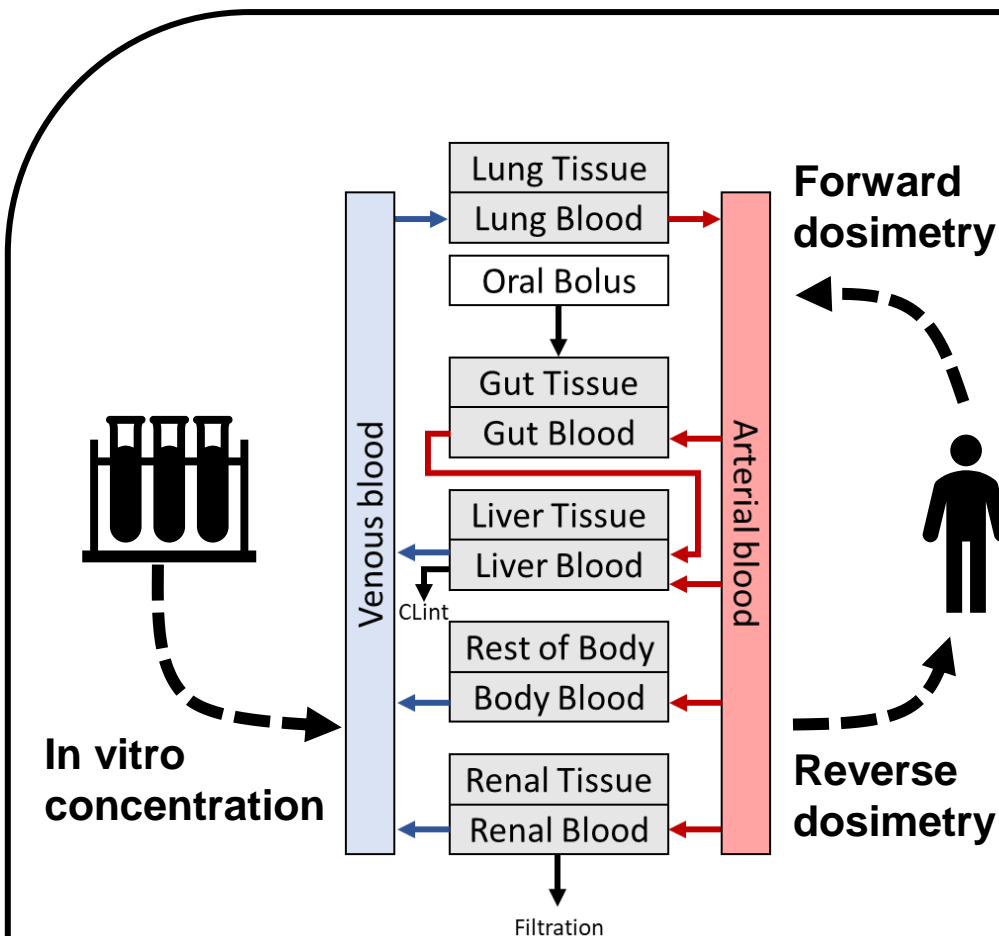 Lung Tissue
Lung Blood
Oral Bolus
Gut Tissue
Gut Blood
Liver Tissue
Liver Blood
CLint
Rest of Body
Body Blood
Renal Tissue
Renal Blood
Filtration
Venous blood
Arterial blood
Forward
dosimetry
In vitro
concentration
Reverse
dosimetry